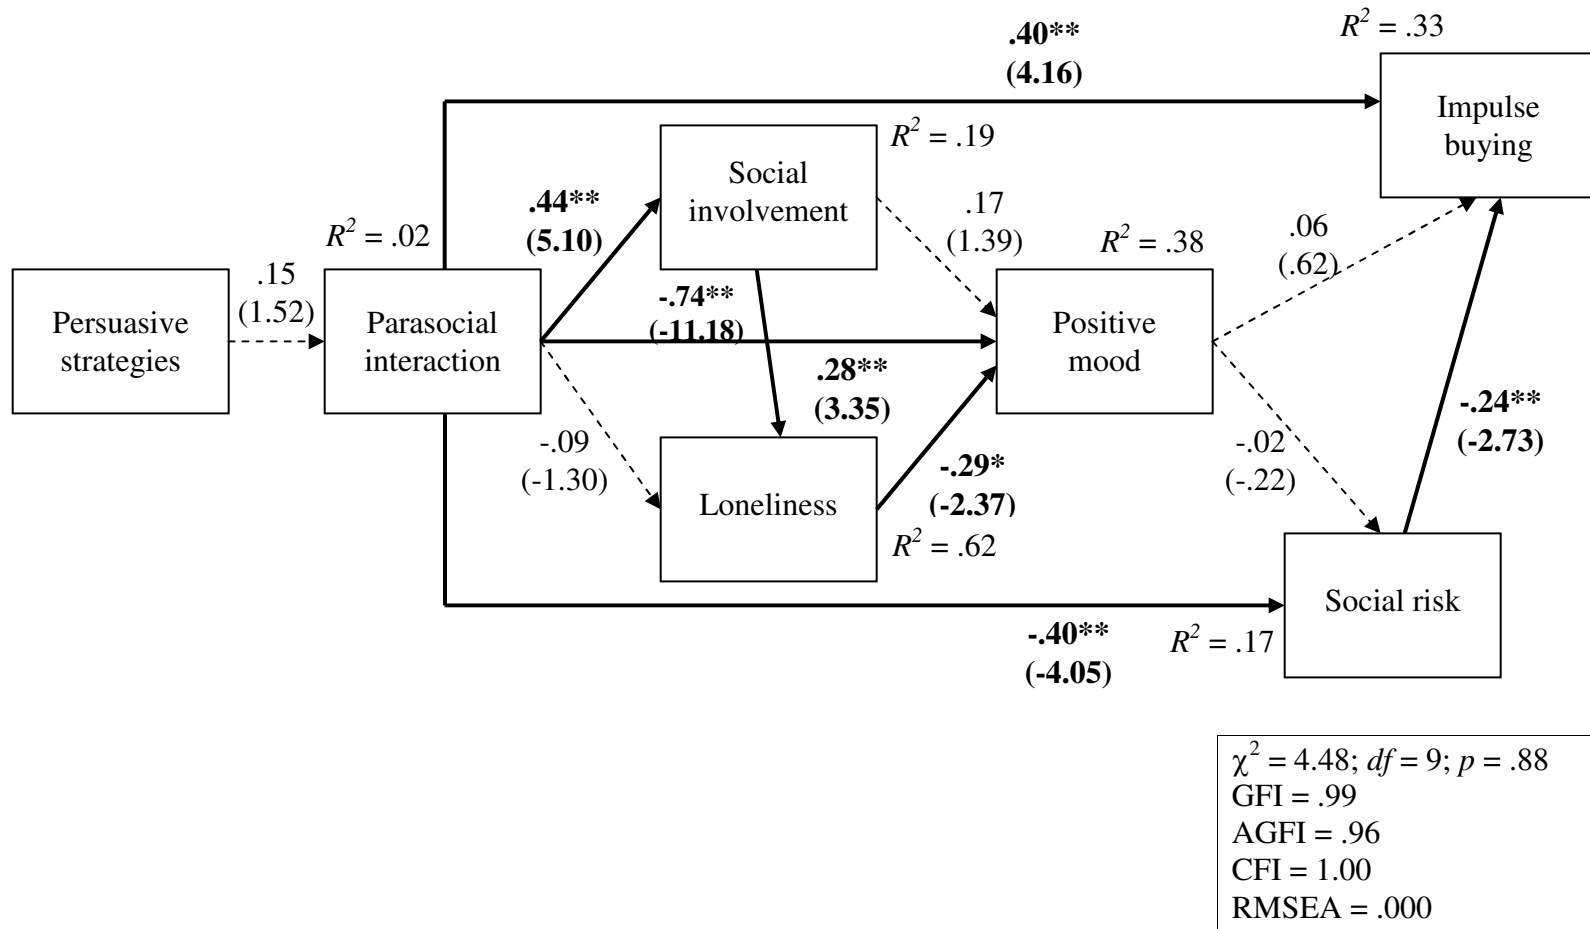 .40**
(4.16)
R² = .33
Impulse
buying
R² = .19
Social
involvement
.44**
(5.10)
.17
(1.39)
R² = .02
R² = .38
.06
(.62)
.15
(1.52)
Persuasive
strategies
Parasocial
interaction
-.74**
(-11.18)
Positive
mood
.28**
(3.35)
-.09
(-1.30)
Loneliness
-.29*
(-2.37)
R² = .62
-.02
(-.22)
-.24**
(-2.73)
Social risk
-.40**
(-4.05)
R² = .17
χ² = 4.48; df = 9; p = .88
GFI = .99
AGFI = .96
CFI = 1.00
RMSEA = .000